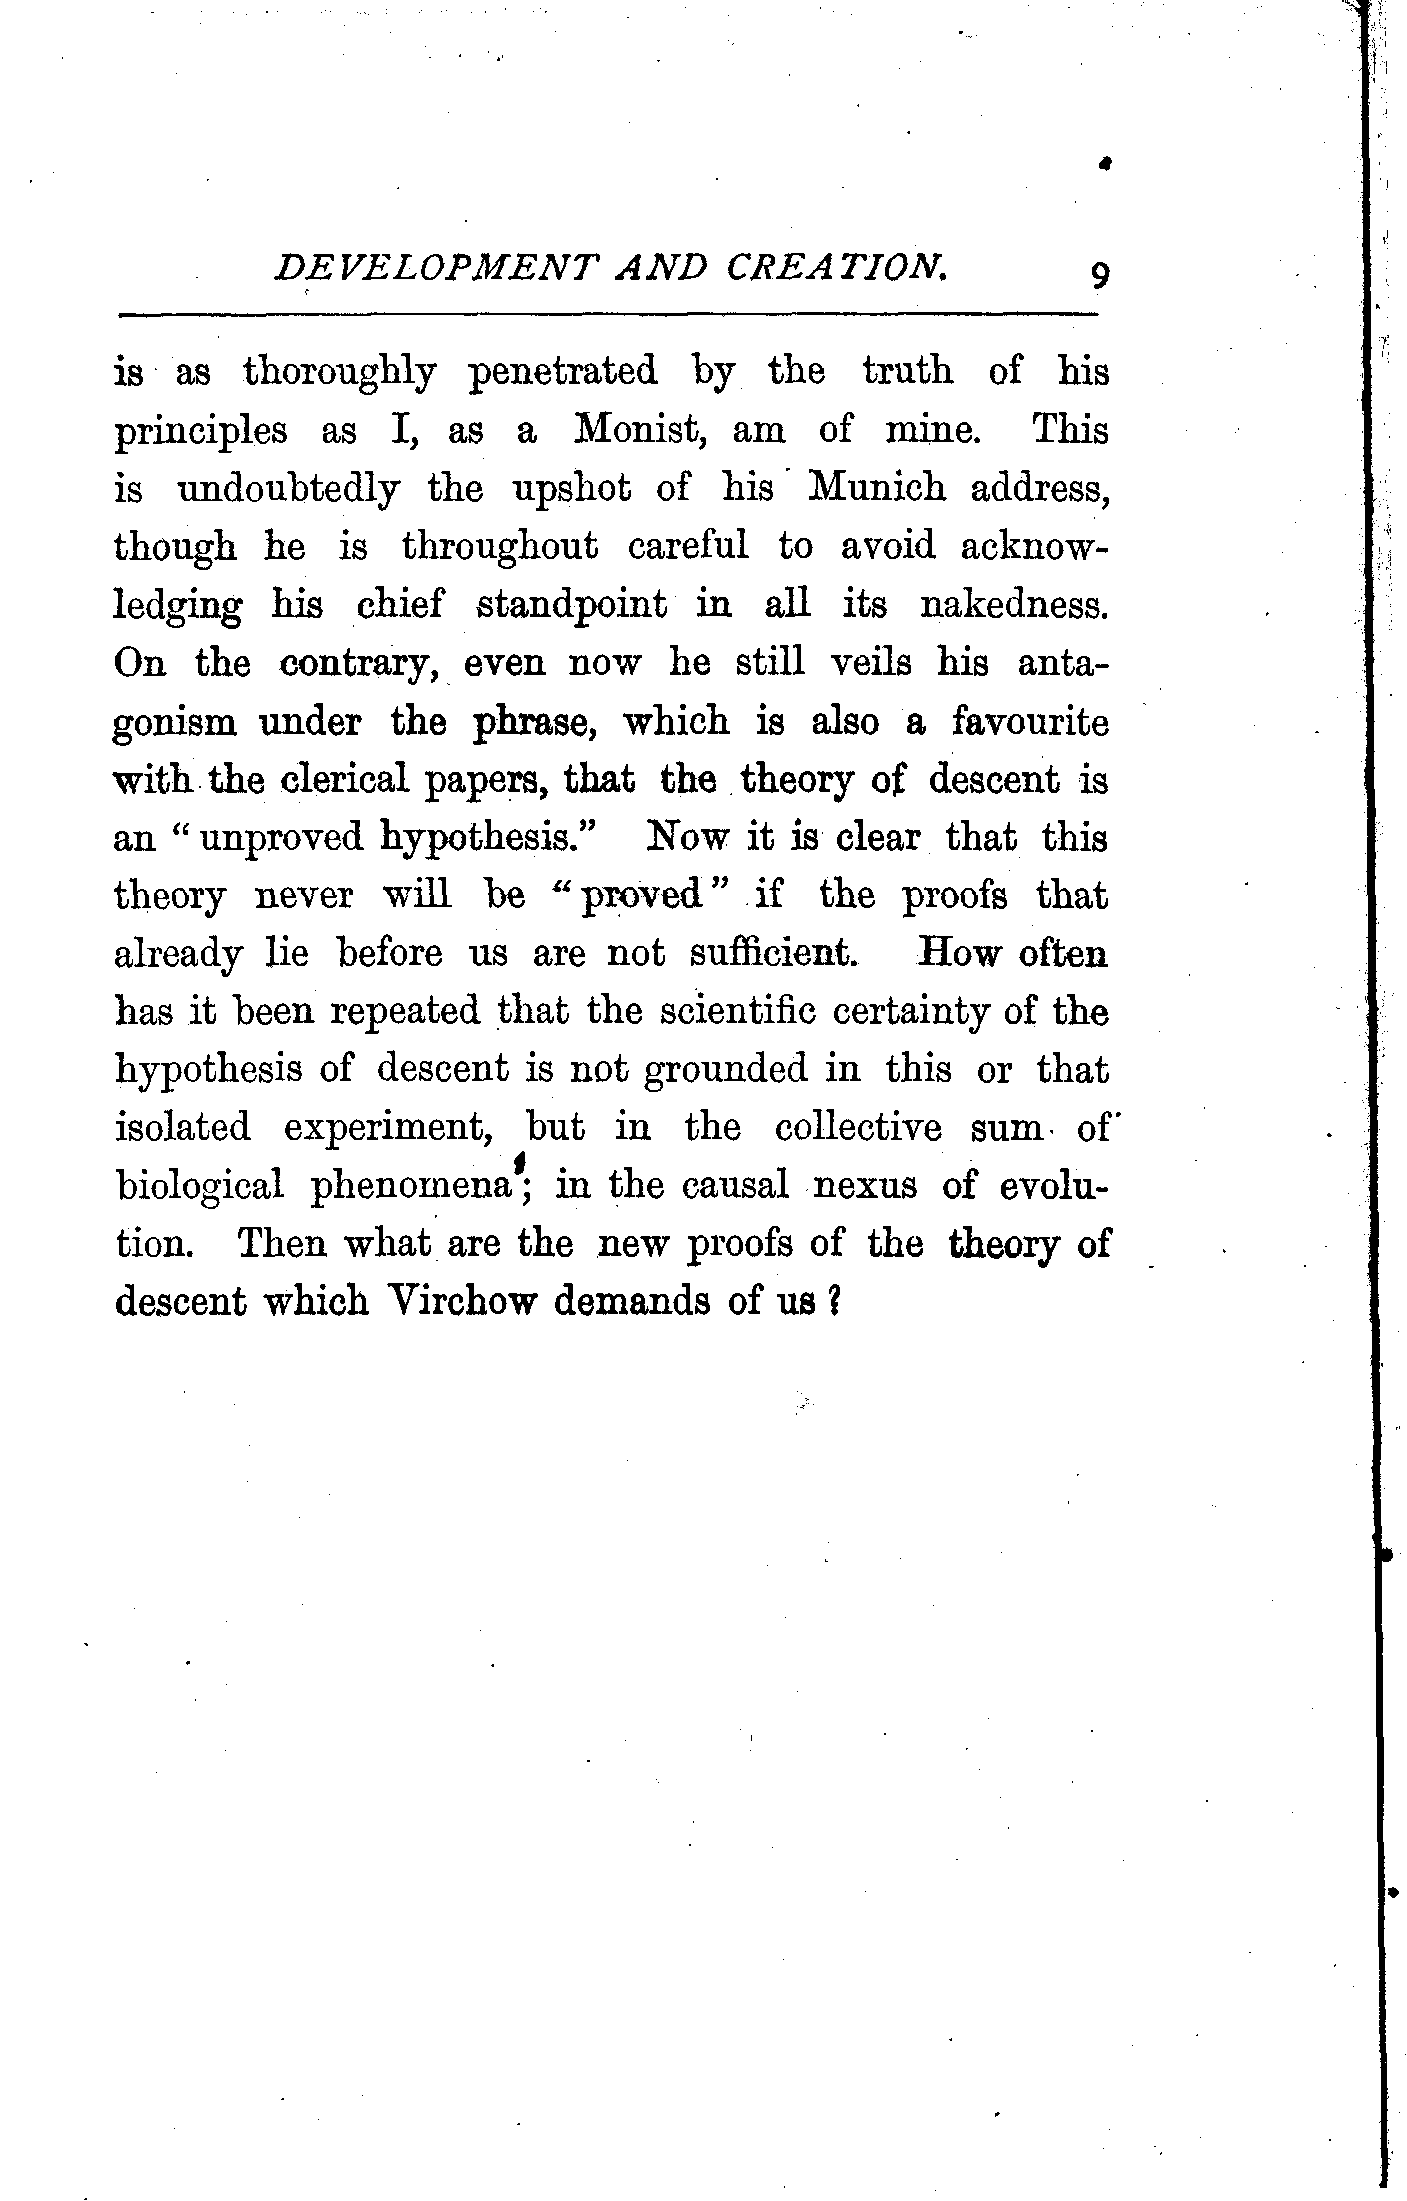 DEVELOPMENT AND CREATION. 9
is as thoroughly penetrated by the truth of his
principles as I, as a Monist, am of mine. This
is undoubtedly the upshot of his Munich address,
though he is throughout careful to avoid acknow-
ledging his chief standpoint in all its nakedness.
On the contrary, even now he still veils his anta-
gonism under the phrase, which is also a favourite
with the clerical papers, that the theory of descent is
an “unproved hypothesis.” Now it is clear that this
theory never will be “proved” if the proofs that
already lie before us are not sufficient. How often
has it been repeated that the scientific certainty of the
hypothesis of descent is not grounded in this or that
isolated experiment, but in the collective sum of
biological phenomena; in the causal nexus of evolu-
tion. Then what are the new proofs of the theory of
descent which Virchow demands of us?